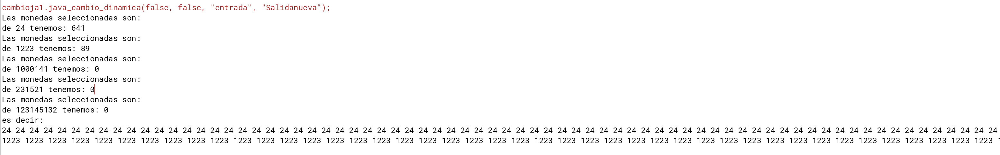 cambioja1.java_cambio_dinamica(false, false, "entrada", "Salidanueva");
Las monedas seleccionadas son:
de 24 tenemos: 641
Las monedas seleccionadas son:
de 1223 tenemos: 89
Las monedas seleccionadas son:
de 1000141 tenemos: 0
Las monedas seleccionadas son:
de 231521 tenemos: 0
Las monedas seleccionadas son:
de 123145132 tenemos: 0
es decir:
24 24 24 24 24 24 24 24 24 24 24 24 24 24 24 24 24 24 24 24 24 24 24 24 24 24 24 24 24 24 24 24 24 24 24 24 24 24 24 24 24 24 24 24 24 24 24 24 24 24 24 24 24 24 24 24 24 24 24 24 24 24 24 24 24 24 24 24 24 24 24 24
1223 1223 1223 1223 1223 1223 1223 1223 1223 1223 1223 1223 1223 1223 1223 1223 1223 1223 1223 1223 1223 1223 1223 1223 1223 1223 1223 1223 1223 1223 1223 1223 1223 1223 1223 1223 1223 1223 1223 1223 1223 1223 1223